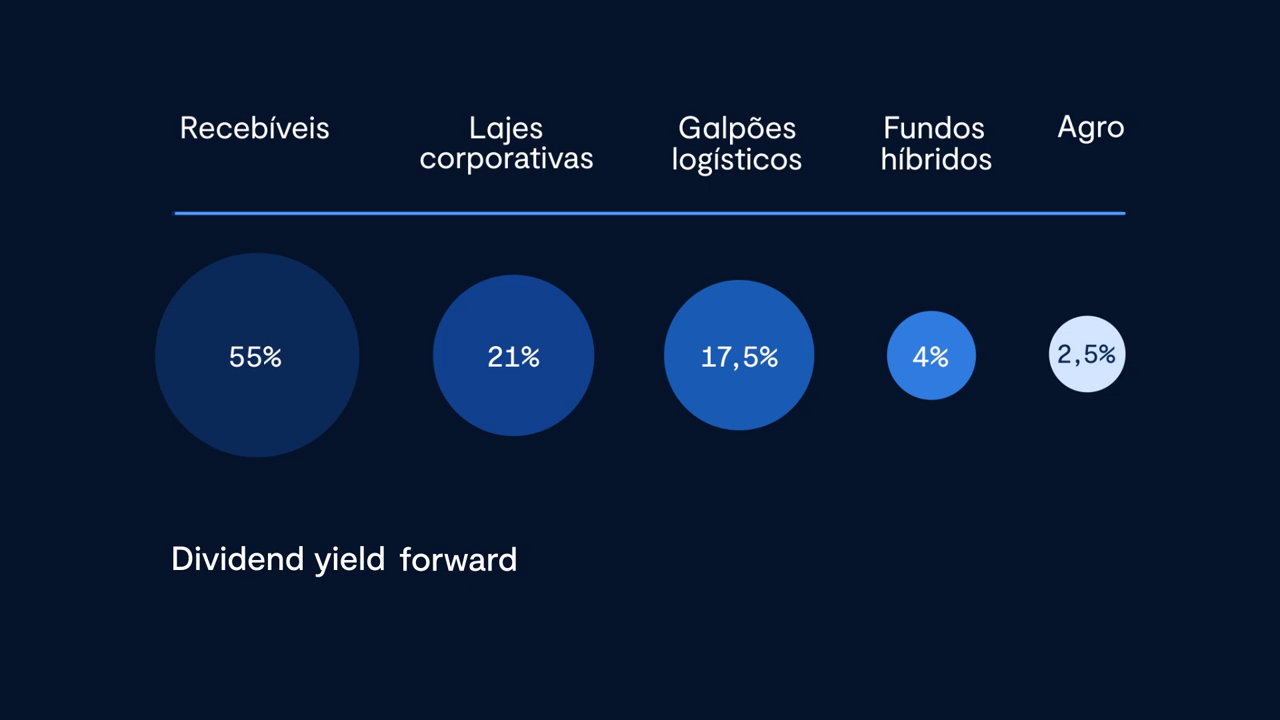 Recebíveis
Lajes
corporativas
Galpões
logísticos
Fundos
híbridos
Agro
55%
21%
17,5%
4%
2,5%
Dividend yield forward